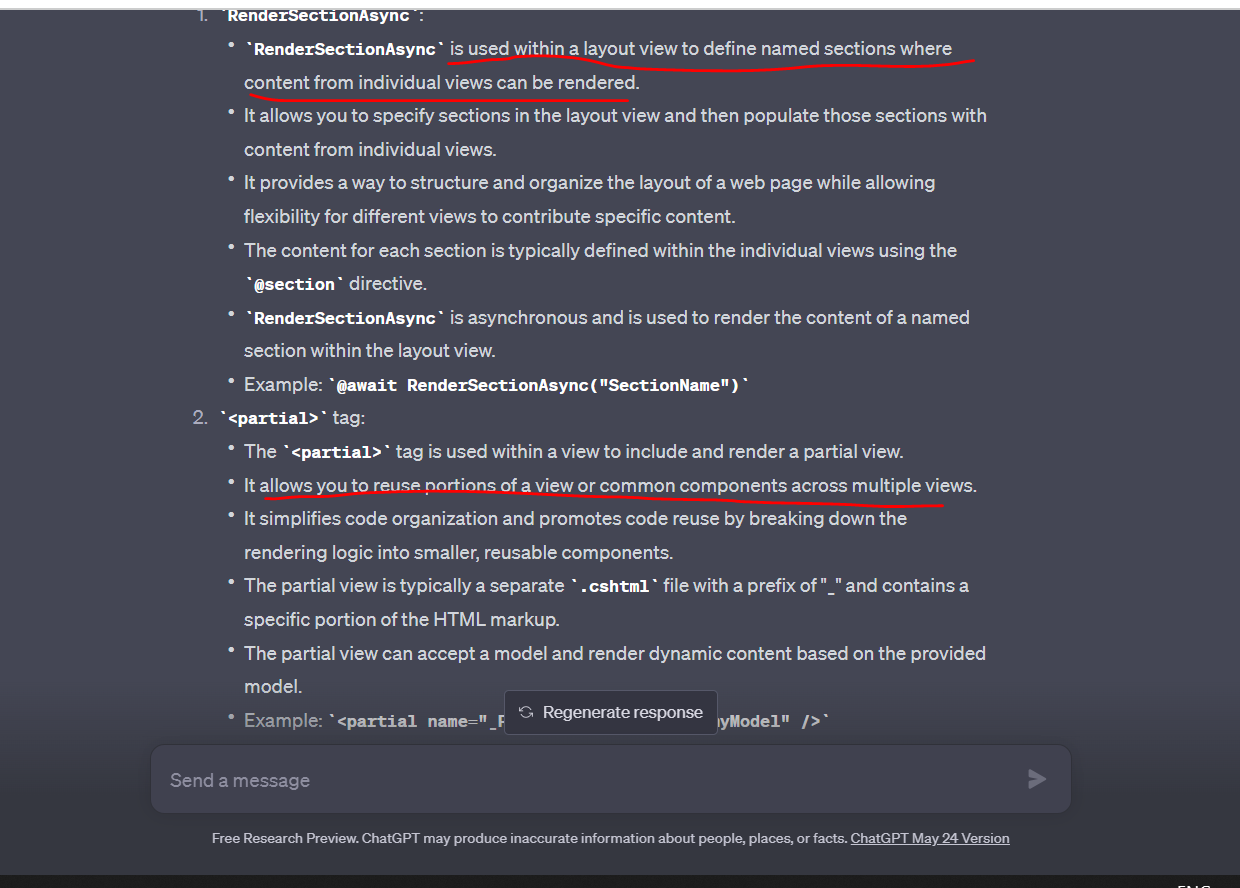 1. `RenderSectionAsync`:
• `RenderSectionAsync` is used within a layout view to define named sections where
content from individual views can be rendered.
• It allows you to specify sections in the layout view and then populate those sections with
content from individual views.
• It provides a way to structure and organize the layout of a web page while allowing
flexibility for different views to contribute specific content.
• The content for each section is typically defined within the individual views using the
`@section` directive.
• `RenderSectionAsync` is asynchronous and is used to render the content of a named
section within the layout view.
• Example: `@await RenderSectionAsync("SectionName")`
2. `<partial>` tag:
• The `<partial>` tag is used within a view to include and render a partial view.
• It allows you to reuse portions of a view or common components across multiple views.
• It simplifies code organization and promotes code reuse by breaking down the
rendering logic into smaller, reusable components.
• The partial view is typically a separate `.cshtml` file with a prefix of "_" and contains a
specific portion of the HTML markup.
• The partial view can accept a model and render dynamic content based on the provided
model.
• Example: `<partial name="_ />`
Regenerate response
Send a message
Free Research Preview. ChatGPT may produce inaccurate information about people, places, or facts. ChatGPT May 24 Version